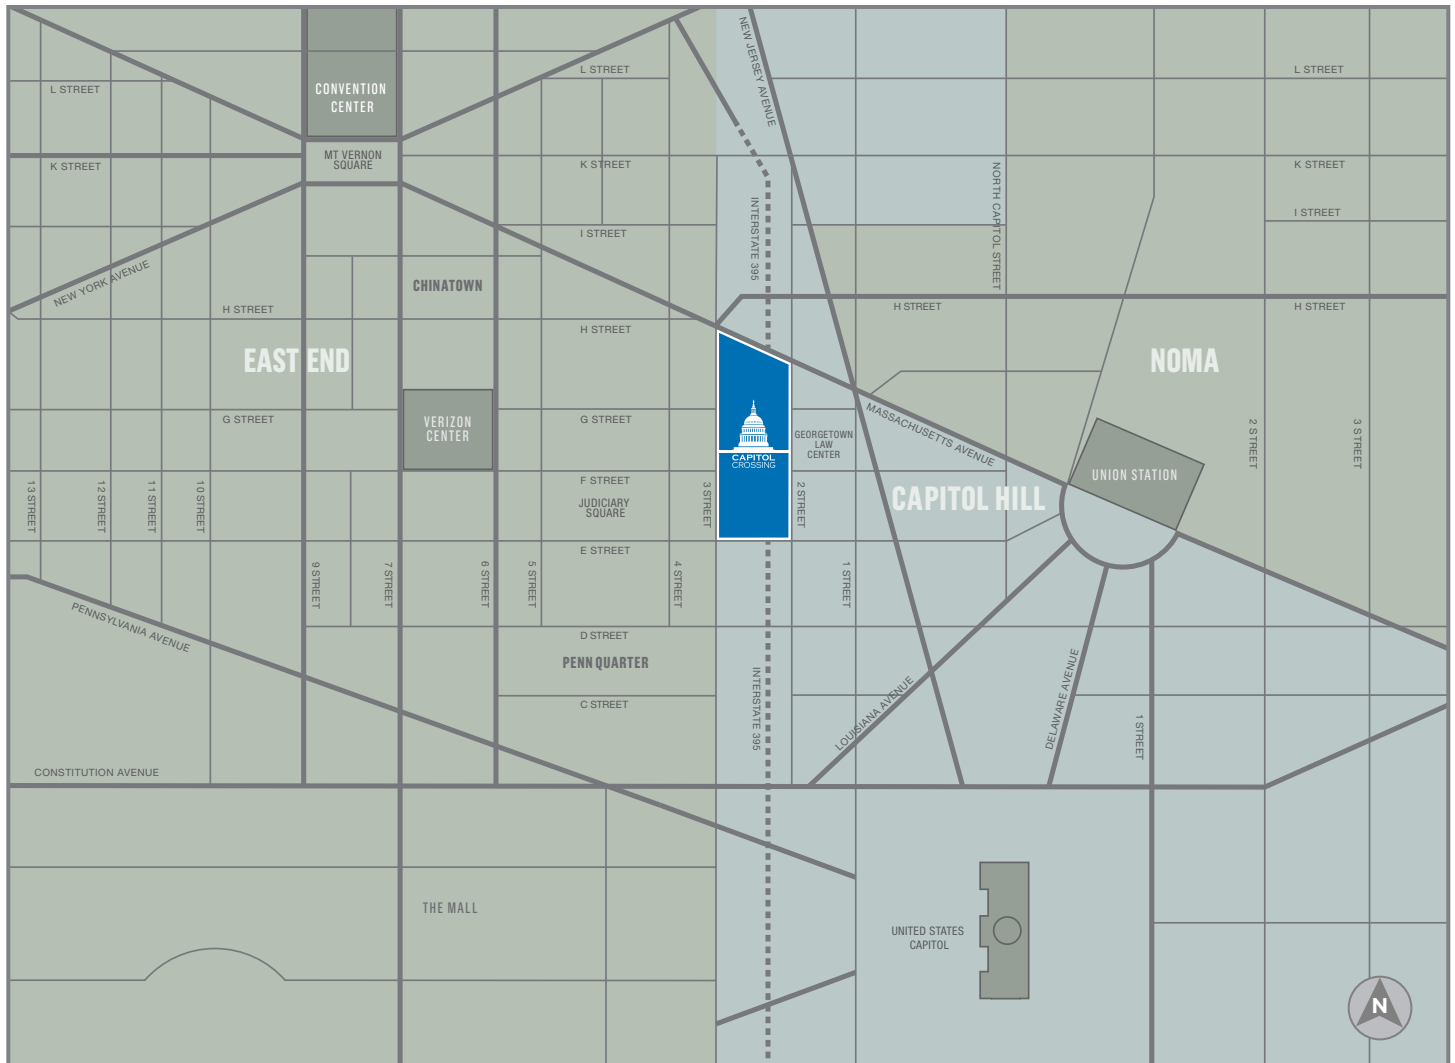 L STREET
L STREET
L STREET
NEW JERSEY AVENUE
CONVENTION
CENTER
MT VERNON
SQUARE
K STREET
K STREET
K STREET
NORTH CAPITOL STREET
INTERSTATE 395
I STREET
I STREET
NEW YORK AVENUE
CHINATOWN
H STREET
H STREET
H STREET
H STREET
EAST END
NOMA
G STREET
VERIZON
CENTER
G STREET
CAPITOL
CROSSING
GEORGETOWN
LAW
CENTER
MASSACHUSETTS AVENUE
2 STREET
3 STREET
UNION STATION
CAPITOL HILL
13 STREET
12 STREET
11 STREET
10 STREET
F STREET
JUDICIARY
SQUARE
3 STREET
2 STREET
E STREET
9 STREET
7 STREET
6 STREET
5 STREET
4 STREET
1 STREET
PENNSYLVANIA AVENUE
D STREET
PENN QUARTER
C STREET
INTERSTATE 395
LOUISIANA AVENUE
DELAWARE AVENUE
1 STREET
CONSTITUTION AVENUE
THE MALL
UNITED STATES
CAPITOL
N